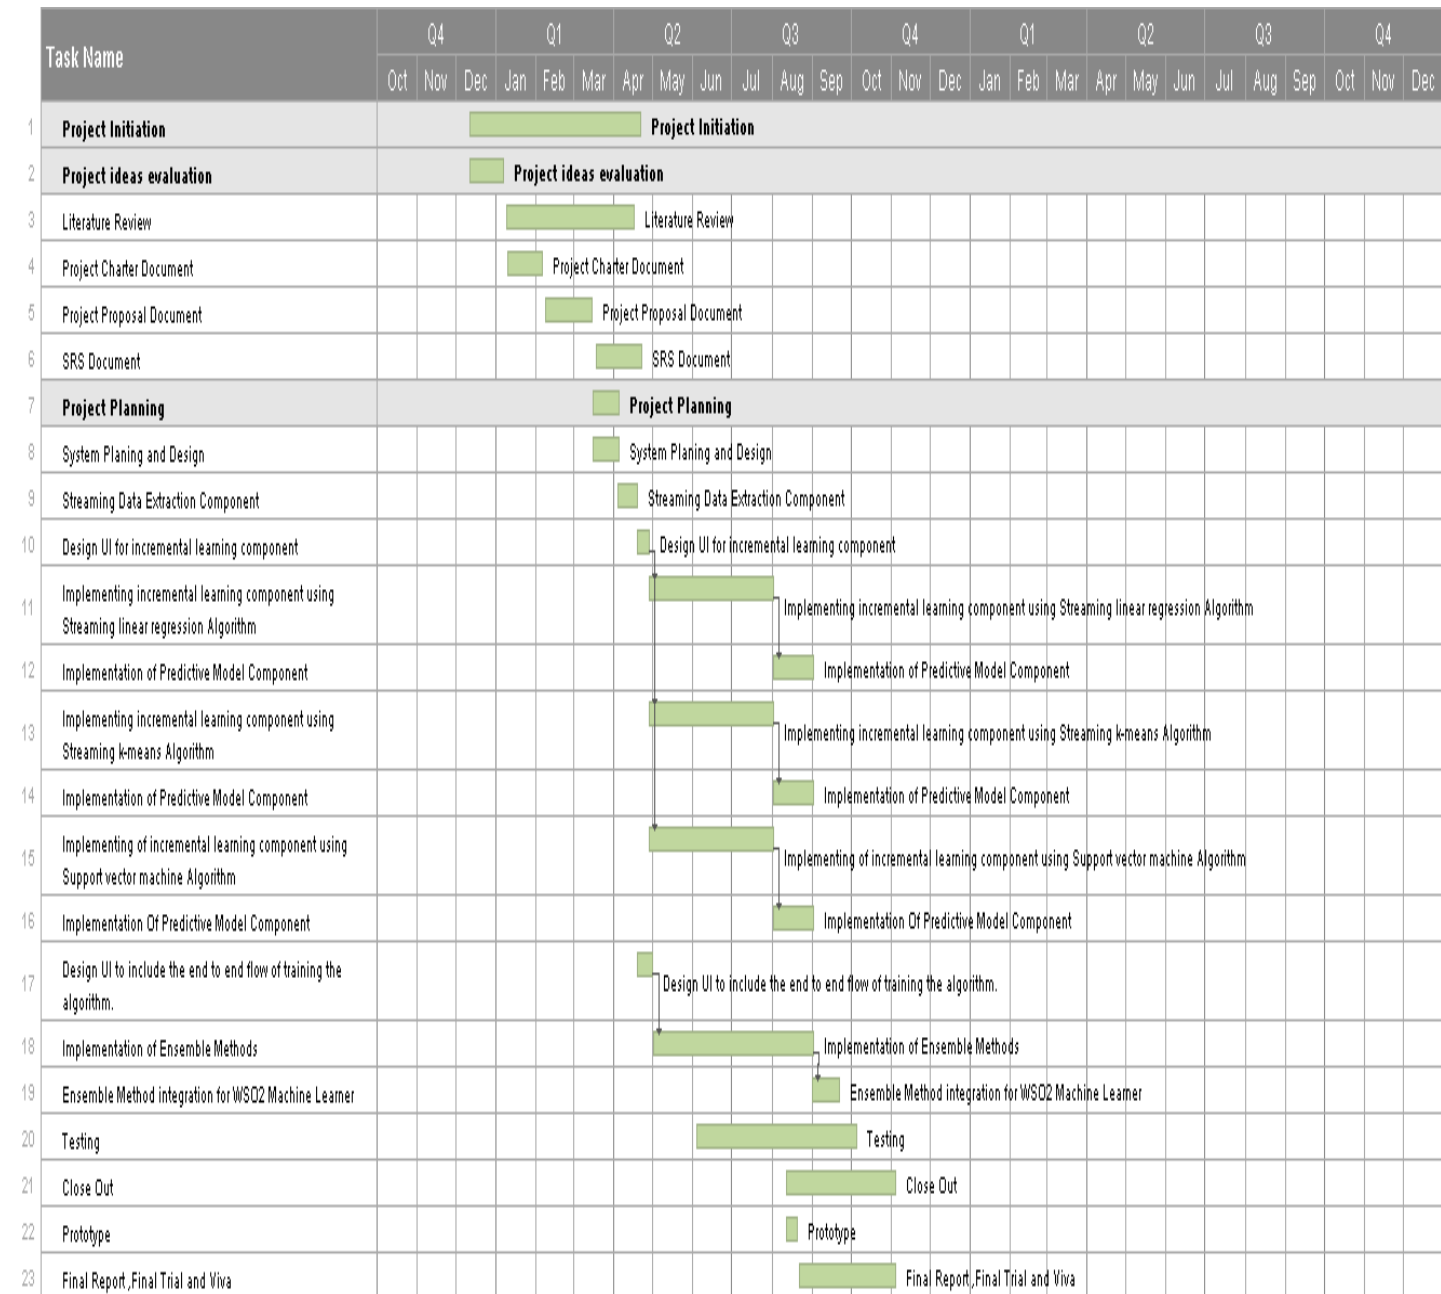 Task Name
Q4 Q1 Q2 Q3 Q4 Q1 Q2 Q3 Q4
Oct Nov Dec Jan Feb Mar Apr May Jun Jul Aug Sep Oct Nov Dec Jan Feb Mar Apr May Jun Jul Aug Sep Oct Nov Dec
1 Project Initiation Project Initiation
2 Project ideas evaluation Project ideas evaluation
3 Literature Review Literature Review
4 Project Charter Document Project Charter Document
5 Project Proposal Document Project Proposal Document
6 SRS Document SRS Document
7 Project Planning Project Planning
8 System Planing and Design System Planing and Design
9 Streaming Data Extraction Component Streaming Data Extraction Component
10 Design UI for incremental learning component Design UI for incremental learning component
11 Implementing incremental learning component using
Streaming linear regression Algorithm
Implementing incremental learning component using Streaming linear regression Algorithm
12 Implementation of Predictive Model Component Implementation of Predictive Model Component
13 Implementing incremental learning component using
Streaming k-means Algorithm
Implementing incremental learning component using Streaming k-means Algorithm
14 Implementation of Predictive Model Component Implementation of Predictive Model Component
15 Implementing of incremental learning component using
Support vector machine Algorithm
Implementing of incremental learning component using Support vector machine Algorithm
16 Implementation Of Predictive Model Component Implementation Of Predictive Model Component
17 Design UI to include the end to end flow of training the
algorithm.
Design UI to include the end to end flow of training the algorithm.
18 Implementation of Ensemble Methods Implementation of Ensemble Methods
19 Ensemble Method integration for WSO2 Machine Learner Ensemble Method integration for WSO2 Machine Learner
20 Testing Testing
21 Close Out Close Out
22 Prototype Prototype
23 Final Report ,Final Trial and Viva Final Report ,Final Trial and Viva